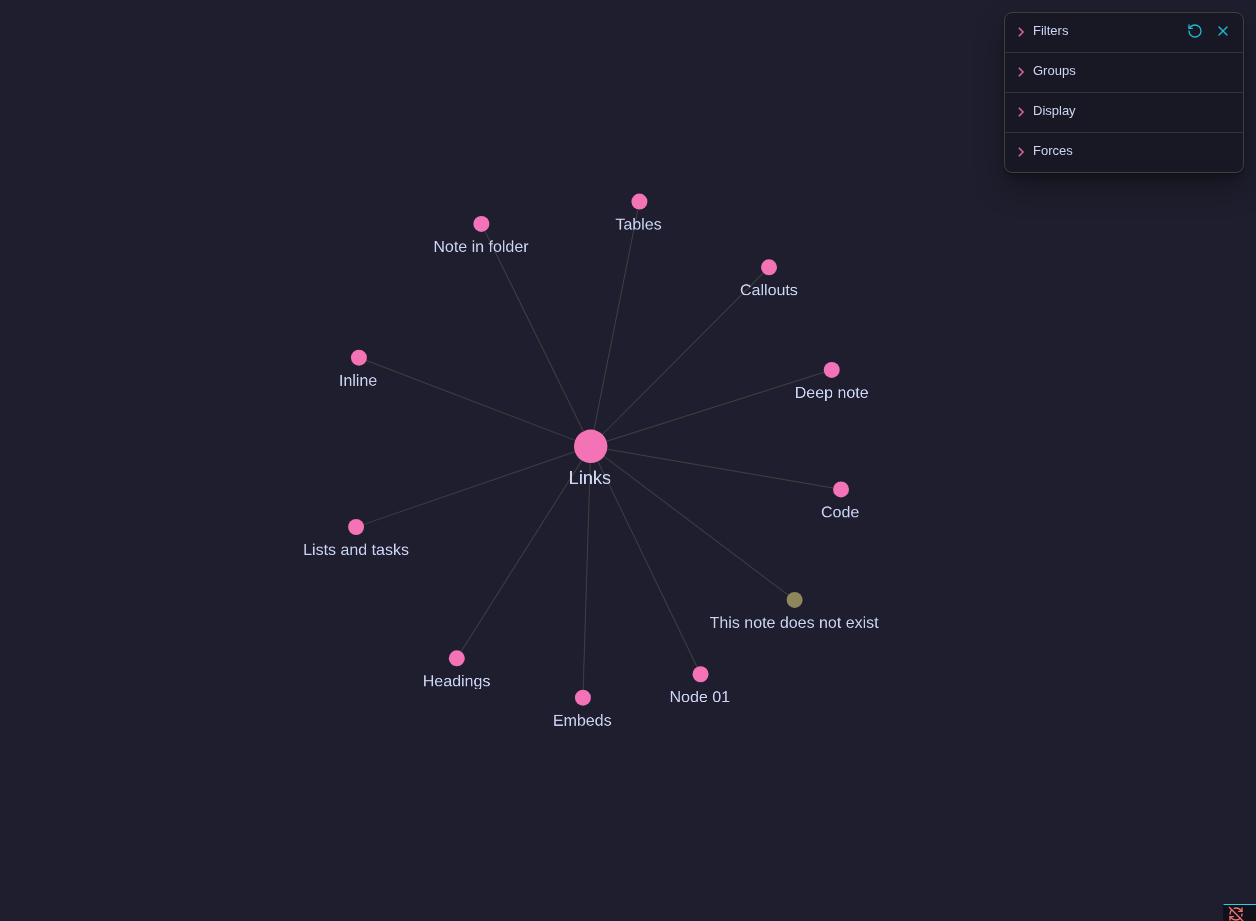 Filters
Groups
Display
Forces
Tables
Note in folder
Callouts
Inline
Deep note
Links
Code
Lists and tasks
This note does not exist
Headings
Node 01
Embeds